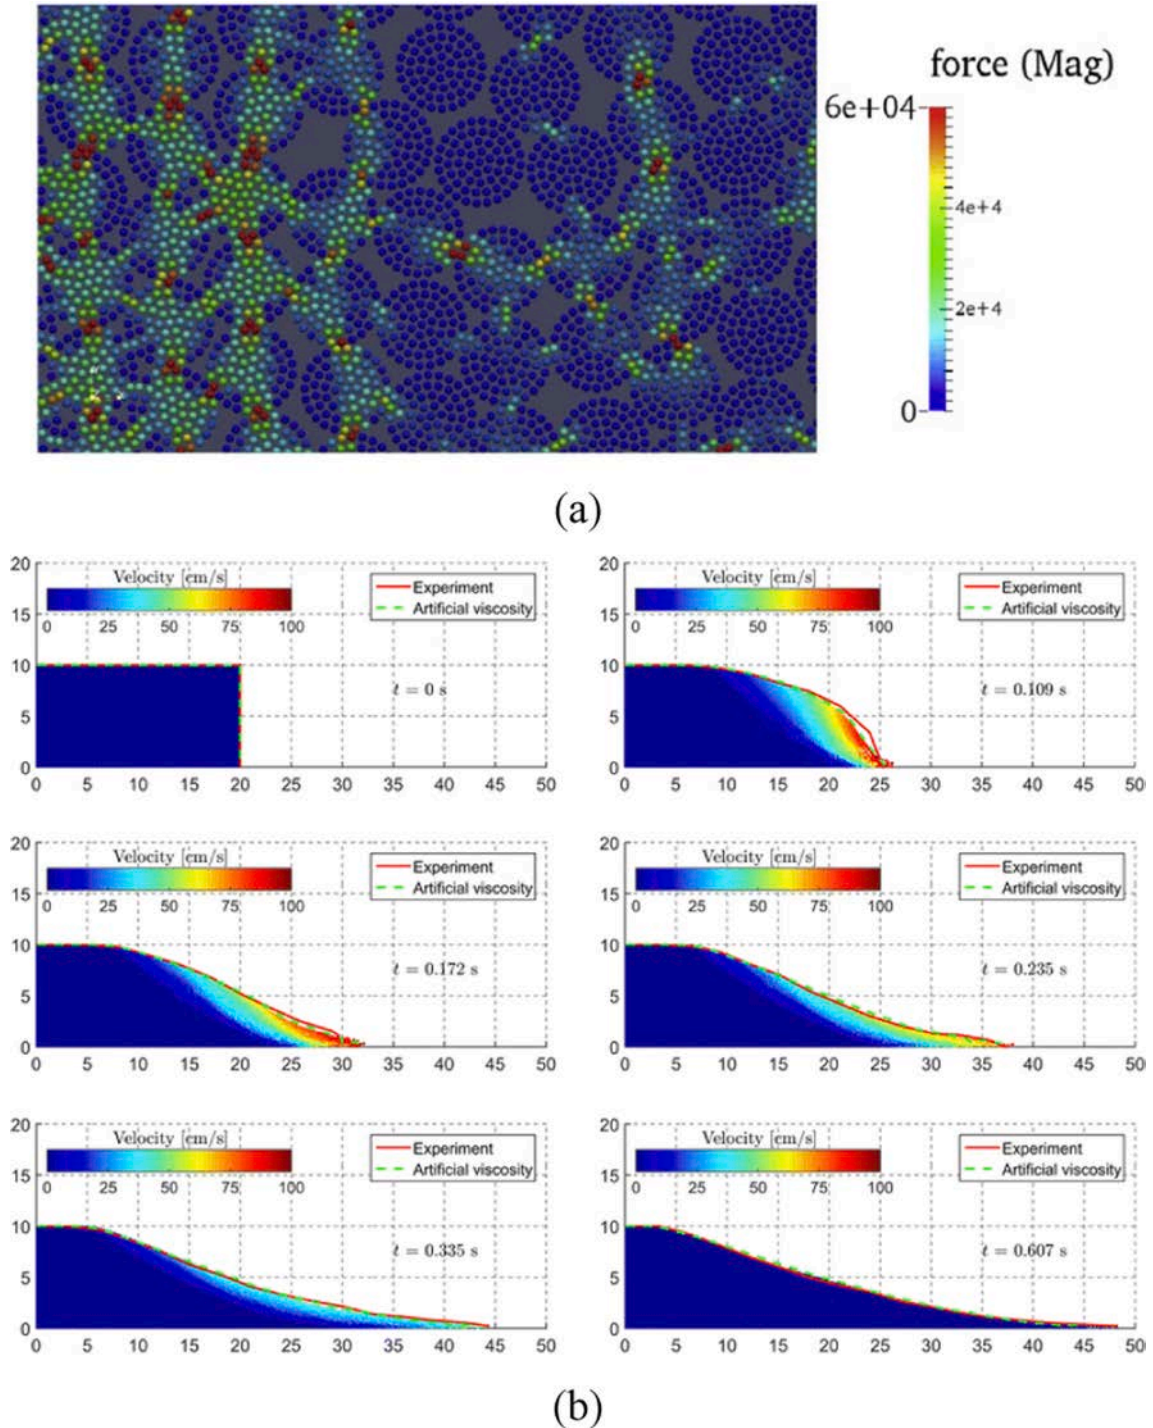 force (Mag)
6e+04
4e+4
2e+4
0
(a)
20
15
10
5
0
Velocity [cm/s]
0 25 50 75 100
Experiment
Artificial viscosity
t = 0 s
0 5 10 15 20 25 30 35 40 45 50
20
15
10
5
0
Velocity [cm/s]
0 25 50 75 100
Experiment
Artificial viscosity
t = 0.109 s
0 5 10 15 20 25 30 35 40 45 50
20
15
10
5
0
Velocity [cm/s]
0 25 50 75 100
Experiment
Artificial viscosity
t = 0.172 s
0 5 10 15 20 25 30 35 40 45 50
20
15
10
5
0
Velocity [cm/s]
0 25 50 75 100
Experiment
Artificial viscosity
t = 0.235 s
0 5 10 15 20 25 30 35 40 45 50
20
15
10
5
0
Velocity [cm/s]
0 25 50 75 100
Experiment
Artificial viscosity
t = 0.335 s
0 5 10 15 20 25 30 35 40 45 50
20
15
10
5
0
Velocity [cm/s]
0 25 50 75 100
Experiment
Artificial viscosity
t = 0.607 s
0 5 10 15 20 25 30 35 40 45 50
(b)